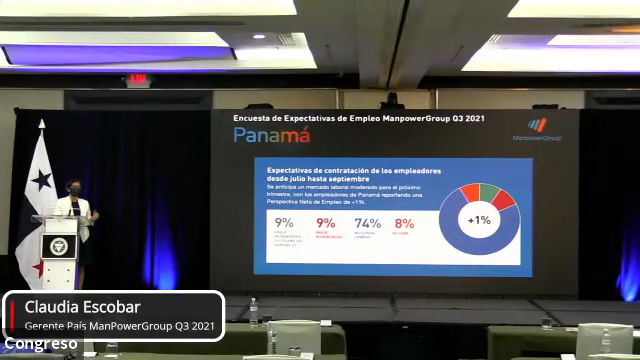 Encuesta de Expectativas de Empleo ManpowerGroup Q3 2021
Panamá
ManpowerGroup
Expectativas de contratación de los empleadores
desde julio hasta septiembre
Se anticipa un mercado laboral moderado para el próximo
trimestre, con los empleadores de Panamá reportando una
Perspectiva Neta de Empleo de +1%.
9% 9% 74% 8%
+1%
Claudia Escobar
Gerente País ManPowerGroup Q3 2021
Congreso